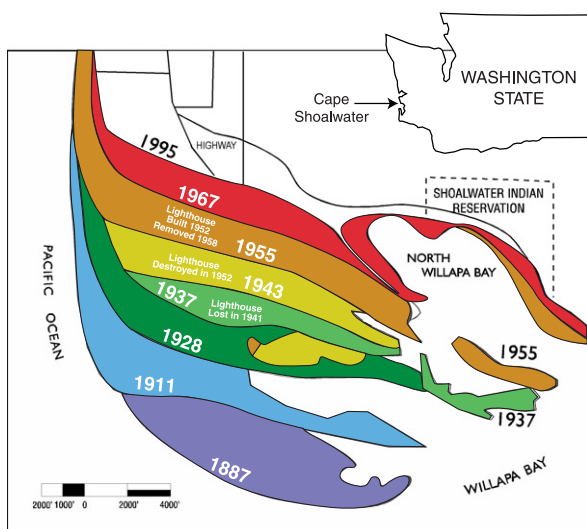 WASHINGTON
STATE
Cape
Shoalwater
1995
HIGHWAY
SHOALWATER INDIAN
RESERVATION
1967
Lighthouse
Built 1952
Removed 1958
1955
NORTH
WILLAPA BAY
Lighthouse
Destroyed in 1952
1943
PACIFIC OCEAN
1937
Lighthouse
Lost in 1941
1928
1955
1911
1937
1887
WILLAPA BAY
2000' 1000' 0 2000' 4000'